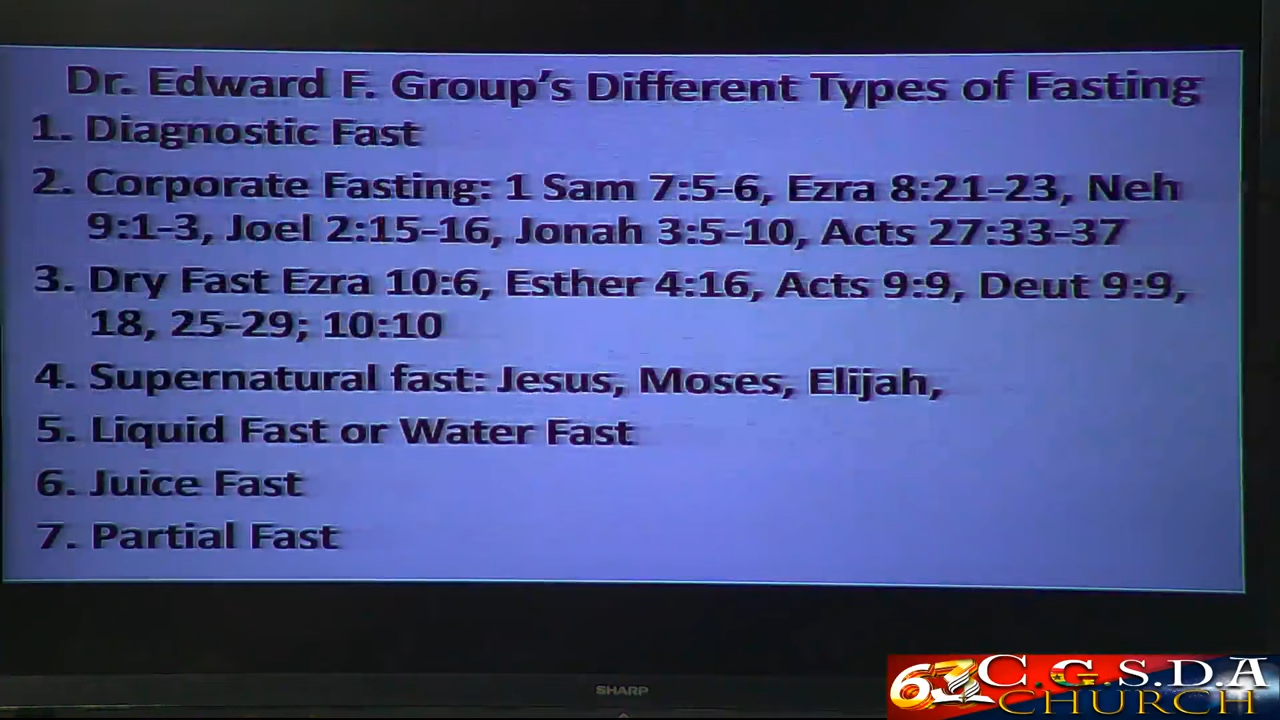 Dr. Edward F. Group's Different Types of Fasting
1. Diagnostic Fast
2. Corporate Fasting: 1 Sam 7:5-6, Ezra 8:21-23, Neh
9:1-3, Joel 2:15-16, Jonah 3:5-10, Acts 27:33-37
3. Dry Fast Ezra 10:6, Esther 4:16, Acts 9:9, Deut 9:9,
18, 25-29; 10:10
4. Supernatural fast: Jesus, Moses, Elijah,
5. Liquid Fast or Water Fast
6. Juice Fast
7. Partial Fast
SHARP
C.G.S.D.A
CHURCH